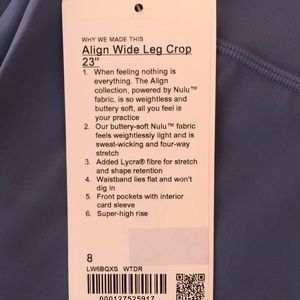 WHY WE MADE THIS
Align Wide Leg Crop
23"
1. When feeling nothing is
everything. The Align
collection, powered by Nulu™
fabric, is so weightless and
buttery soft, all you feel is
your practice
2. Our buttery-soft Nulu™ fabric
feels weightlessly light and is
sweat-wicking and four-way
stretch
3. Added Lycra® fibre for stretch
and shape retention
4. Waistband lies flat and won't
dig in
5. Front pockets with interior
card sleeve
6. Super-high rise
8
LW6BQXS WTDR
000127525917